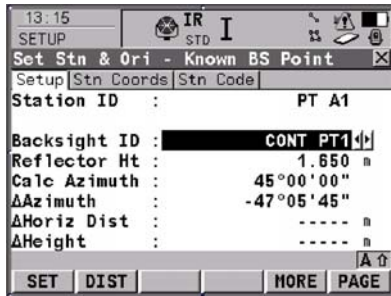 13:15
SETUP
IR
STD
I
Set Stn & Ori - Known BS Point
Setup Stn Coords Stn Code
Station ID : PT A1
Backsight ID : CONT PT1
Reflector Ht : 1.650 m
Calc Azimuth : 45°00'00"
ΔAzimuth : -47°05'45"
ΔHoriz Dist : ----- m
ΔHeight : ----- m
A
SET DIST MORE PAGE